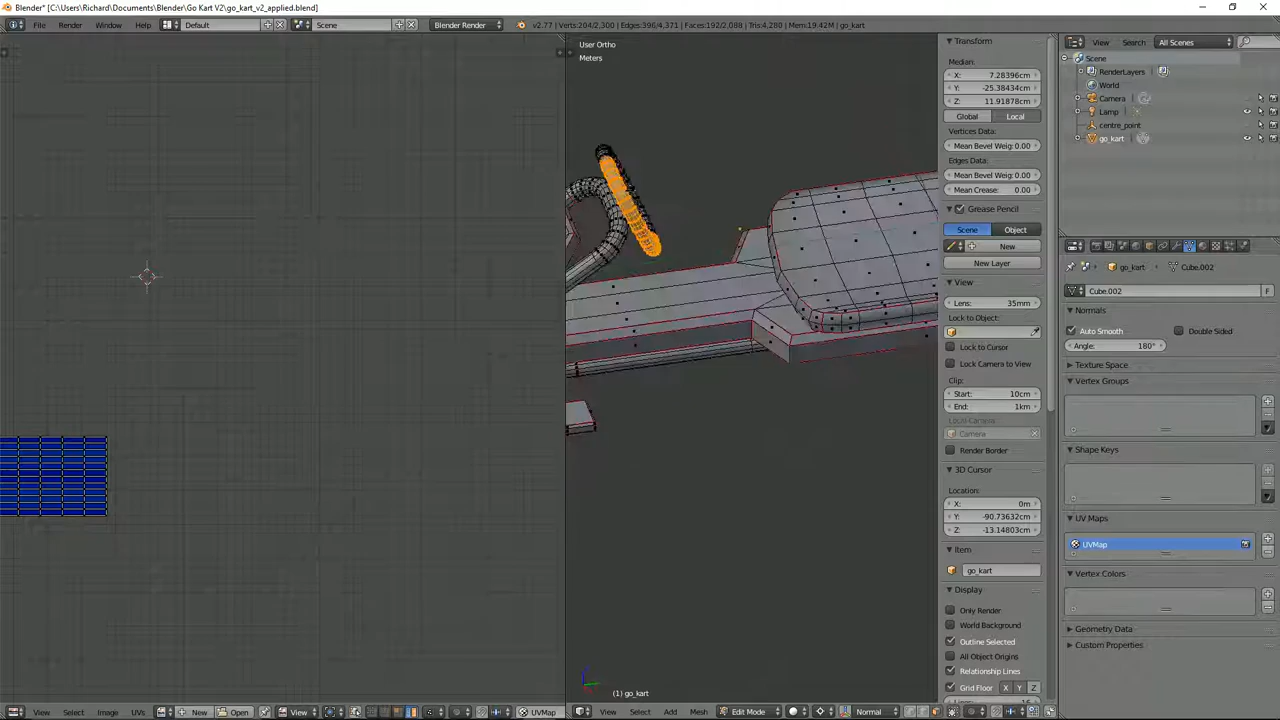 Blender* [C:\Users\Richard\Documents\Blender\Go Kart V2\go_kart_v2_applied.blend]
File Render Window Help Default Scene Blender Render v2.77 | Verts:204/2,300 | Edges:396/4,371 | Faces:192/2,088 | Tris:4,280 | Mem:19.42M | go_kart
View Search All Scenes
User Ortho
Meters
Transform
Median:
X: 7.28396cm
Y: -25.38434cm
Z: 11.91878cm
Global Local
Vertices Data:
Mean Bevel Weig: 0.00
Edges Data:
Mean Bevel Weig: 0.00
Mean Crease: 0.00
Grease Pencil
Scene Object
New
New Layer
View
Lens: 35mm
Lock to Object:
Lock to Cursor
Lock Camera to View
Clip:
Start: 10cm
End: 1km
Local Camera:
Camera
Render Border
3D Cursor
Location:
X: 0m
Y: -90.73632cm
Z: -13.14803cm
Item
go_kart
Display
Only Render
World Background
Outline Selected
All Object Origins
Relationship Lines
Grid Floor X Y Z
Scene
RenderLayers
World
Camera
Lamp
centre_point
go_kart
go_kart Cube.002
Cube.002 F
Normals
Auto Smooth Double Sided
Angle: 180°
Texture Space
Vertex Groups
Shape Keys
UV Maps
UVMap
Vertex Colors
Geometry Data
Custom Properties
(1) go_kart
View Select Image UVs New Open View UVMap
View Select Add Mesh Edit Mode Normal